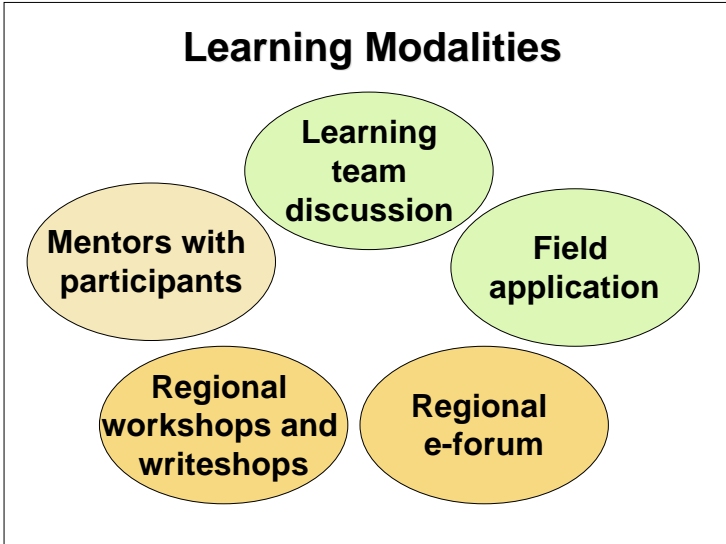 Learning Modalities
Learning
team
discussion
Mentors with
participants
Field
application
Regional
workshops and
writeshops
Regional
e-forum